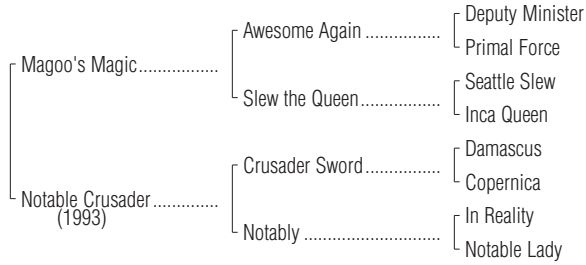 Deputy Minister
Awesome Again ................
Primal Force
Magoo's Magic.................
Seattle Slew
Slew the Queen .................
Inca Queen
Damascus
Crusader Sword................
Copernica
Notable Crusader .............
(1993)
In Reality
Notably .............................
Notable Lady